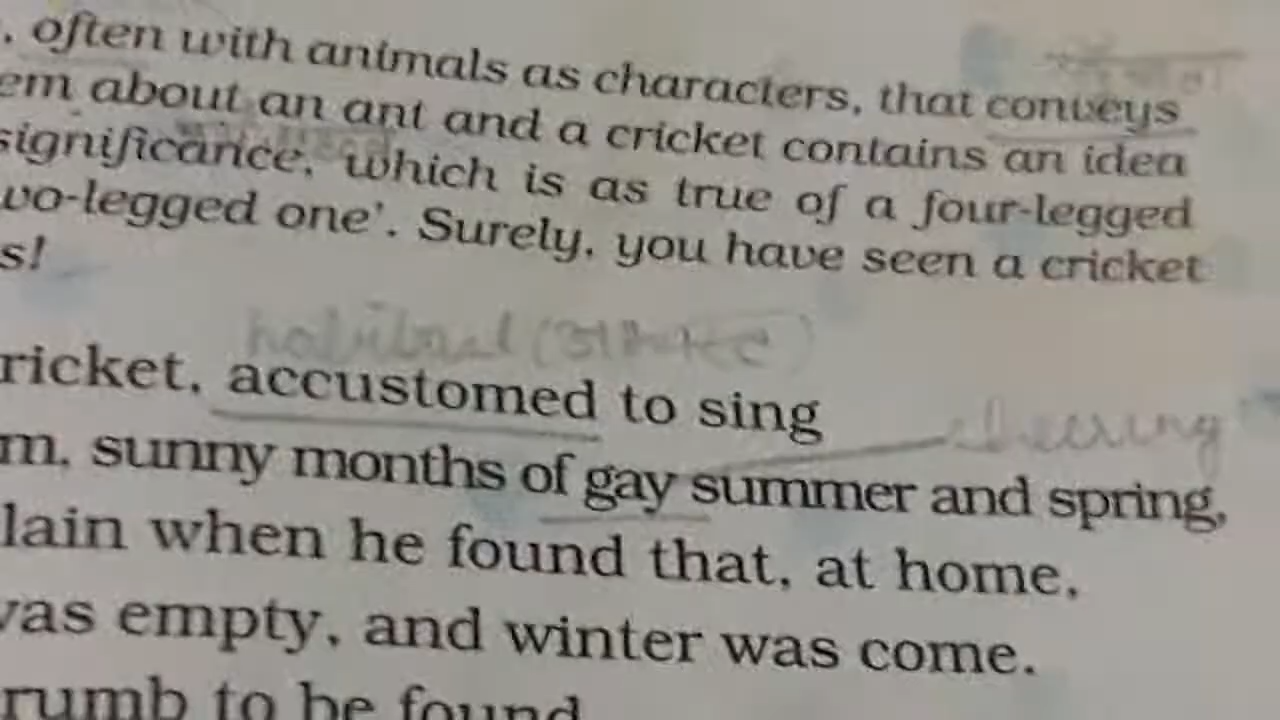 , often with animals as characters, that conveys
em about an ant and a cricket contains an idea
significance, which is as true of a four-legged
wo-legged one'. Surely, you have seen a cricket
s!
habitual
ricket, accustomed to sing
cheering
m, sunny months of gay summer and spring,
lain when he found that, at home,
vas empty, and winter was come.
rumb to be found